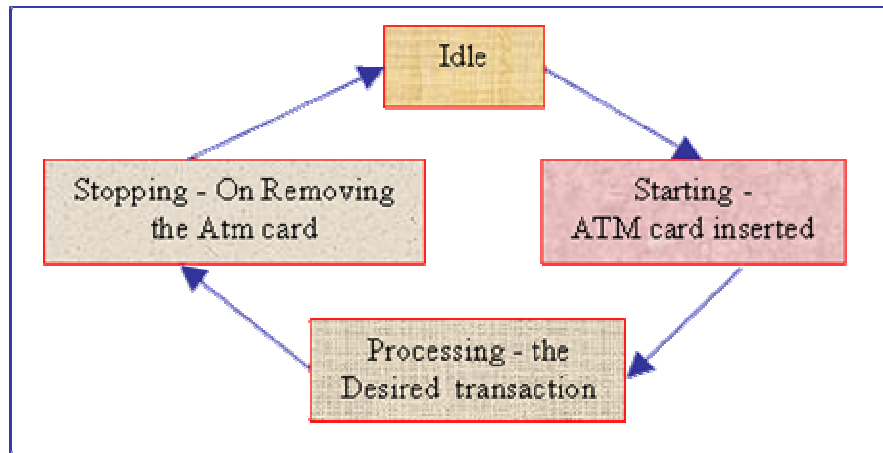 Idle
Starting -
ATM card inserted
Processing - the
Desired transaction
Stopping - On Removing
the Atm card